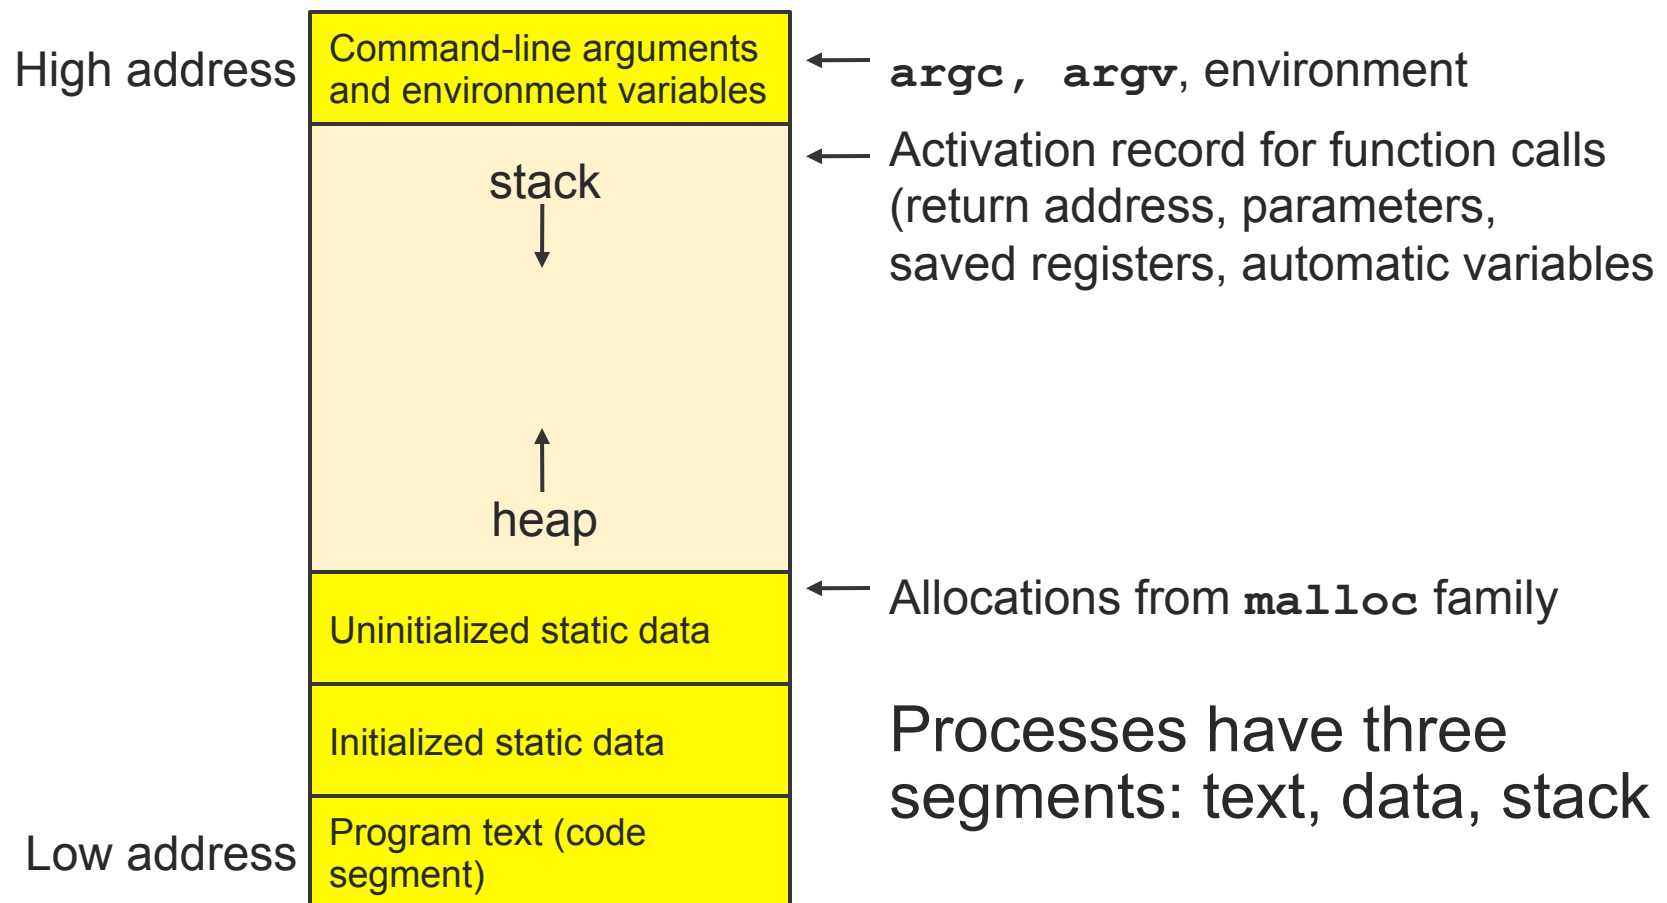 High address
Command-line arguments
and environment variables
argc, argv, environment
stack
Activation record for function calls
(return address, parameters,
saved registers, automatic variables
heap
Allocations from malloc family
Uninitialized static data
Initialized static data
Processes have three
segments: text, data, stack
Low address
Program text (code
segment)